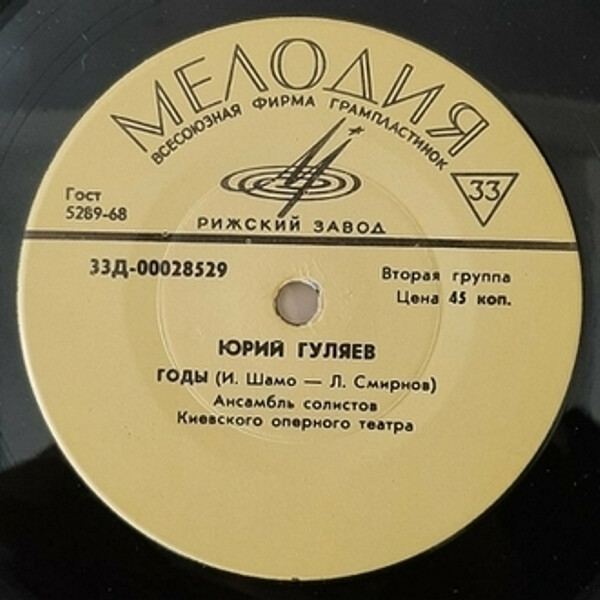 МЕЛОДИЯ
ВСЕСОЮЗНАЯ ФИРМА ГРАМПЛАСТИНОК
33
Гост
5289-68
РИЖСКИЙ ЗАВОД
33Д-00028529
Вторая группа
Цена 45 коп.
ЮРИЙ ГУЛЯЕВ
ГОДЫ (И. Шамо — Л. Смирнов)
Ансамбль солистов
Киевского оперного театра